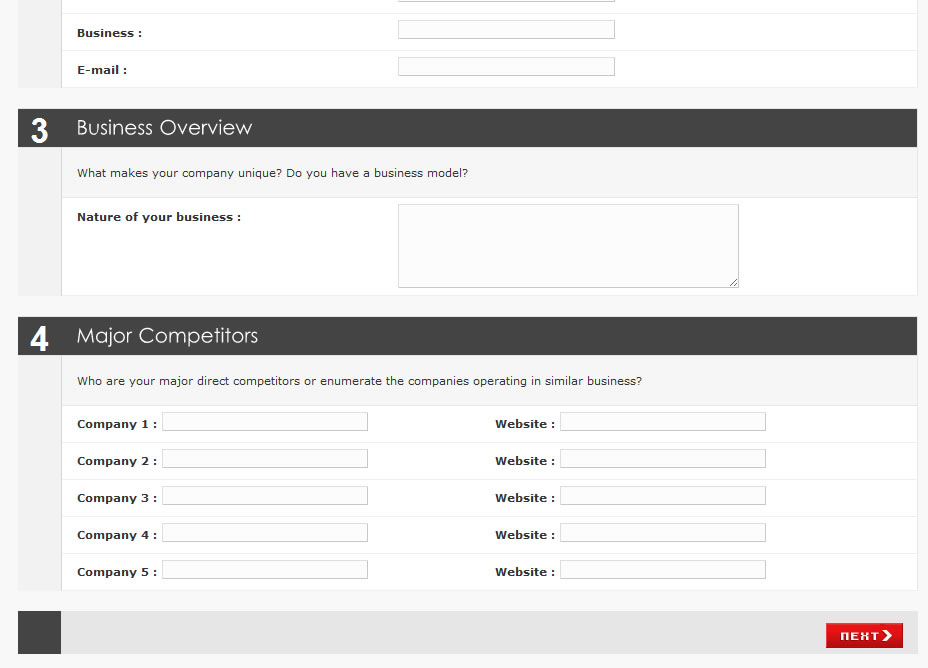 Business :
E-mail :
3 Business Overview
What makes your company unique? Do you have a business model?
Nature of your business :
4 Major Competitors
Who are your major direct competitors or enumerate the companies operating in similar business?
Company 1 : Website :
Company 2 : Website :
Company 3 : Website :
Company 4 : Website :
Company 5 : Website :
NEXT